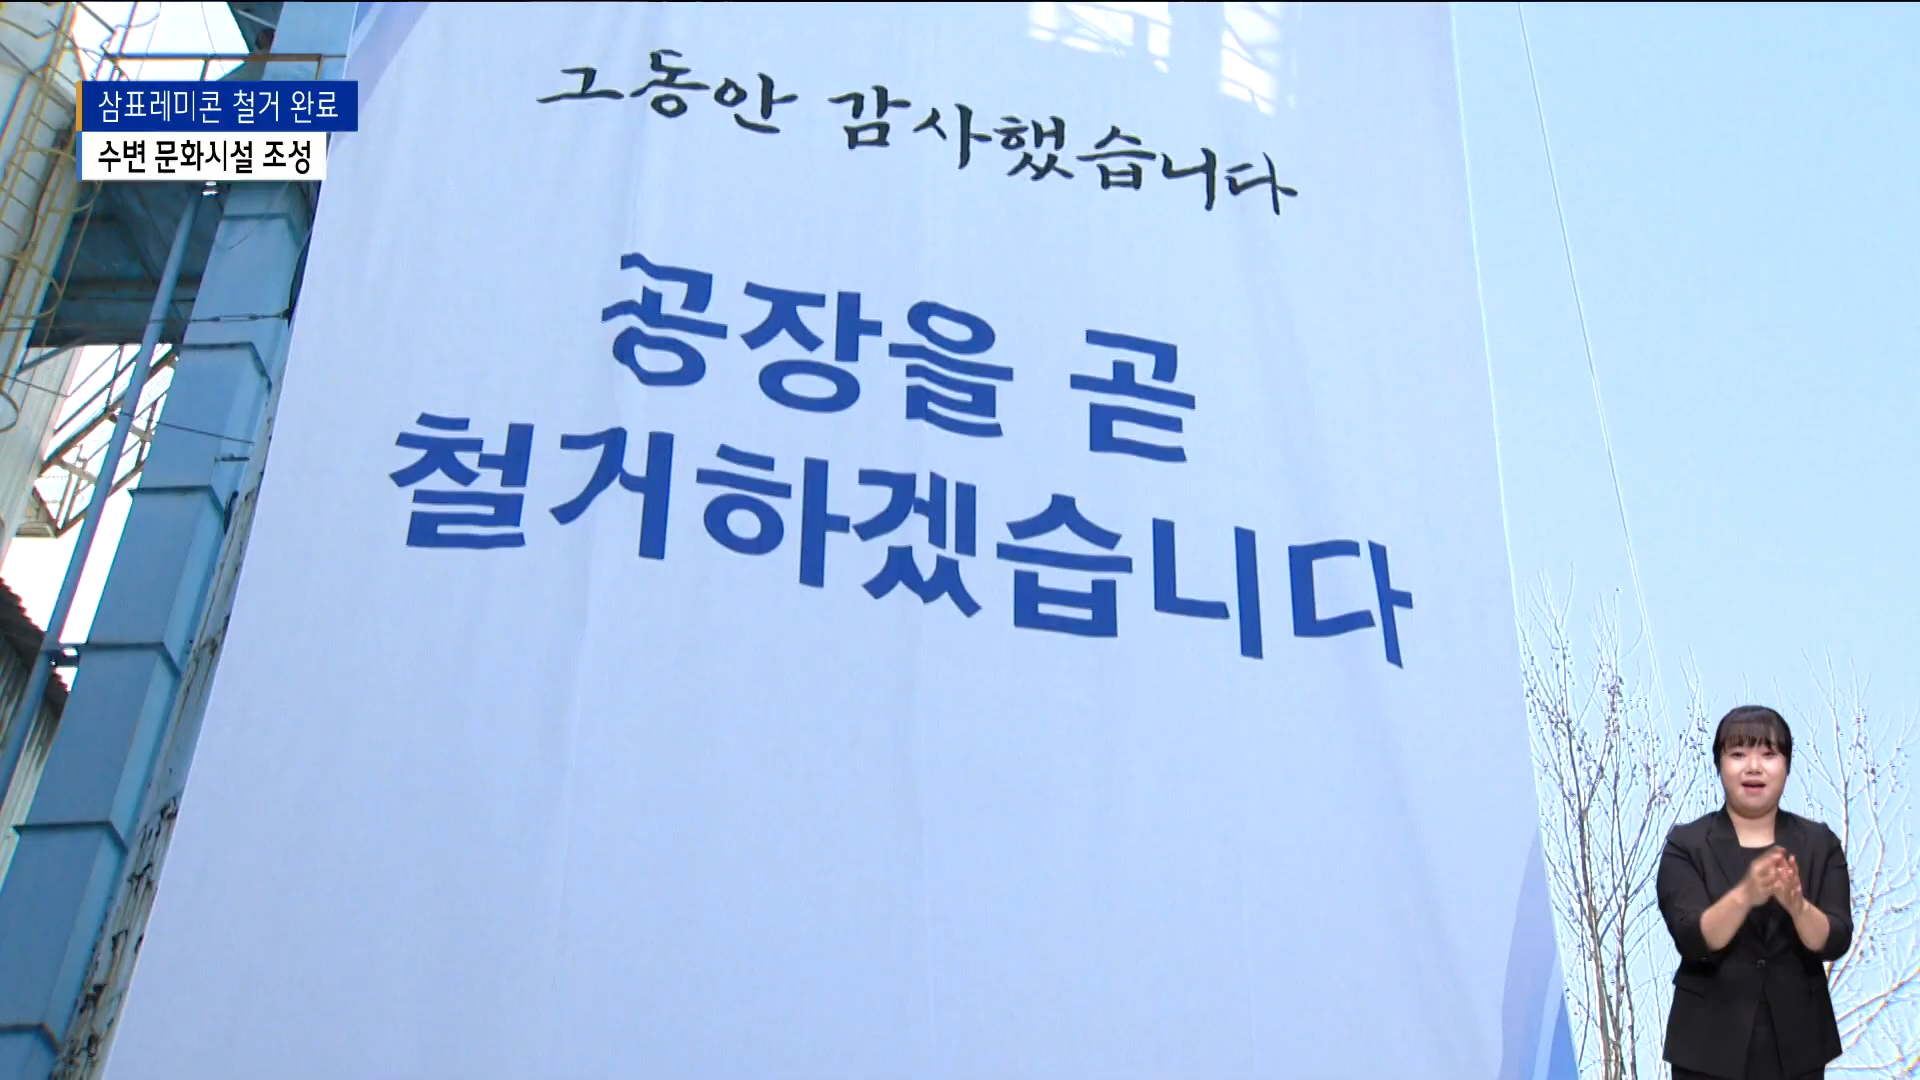 삼표레미콘 철거 완료
수변 문화시설 조성
그동안 감사했습니다
공장을 곧
철거하겠습니다